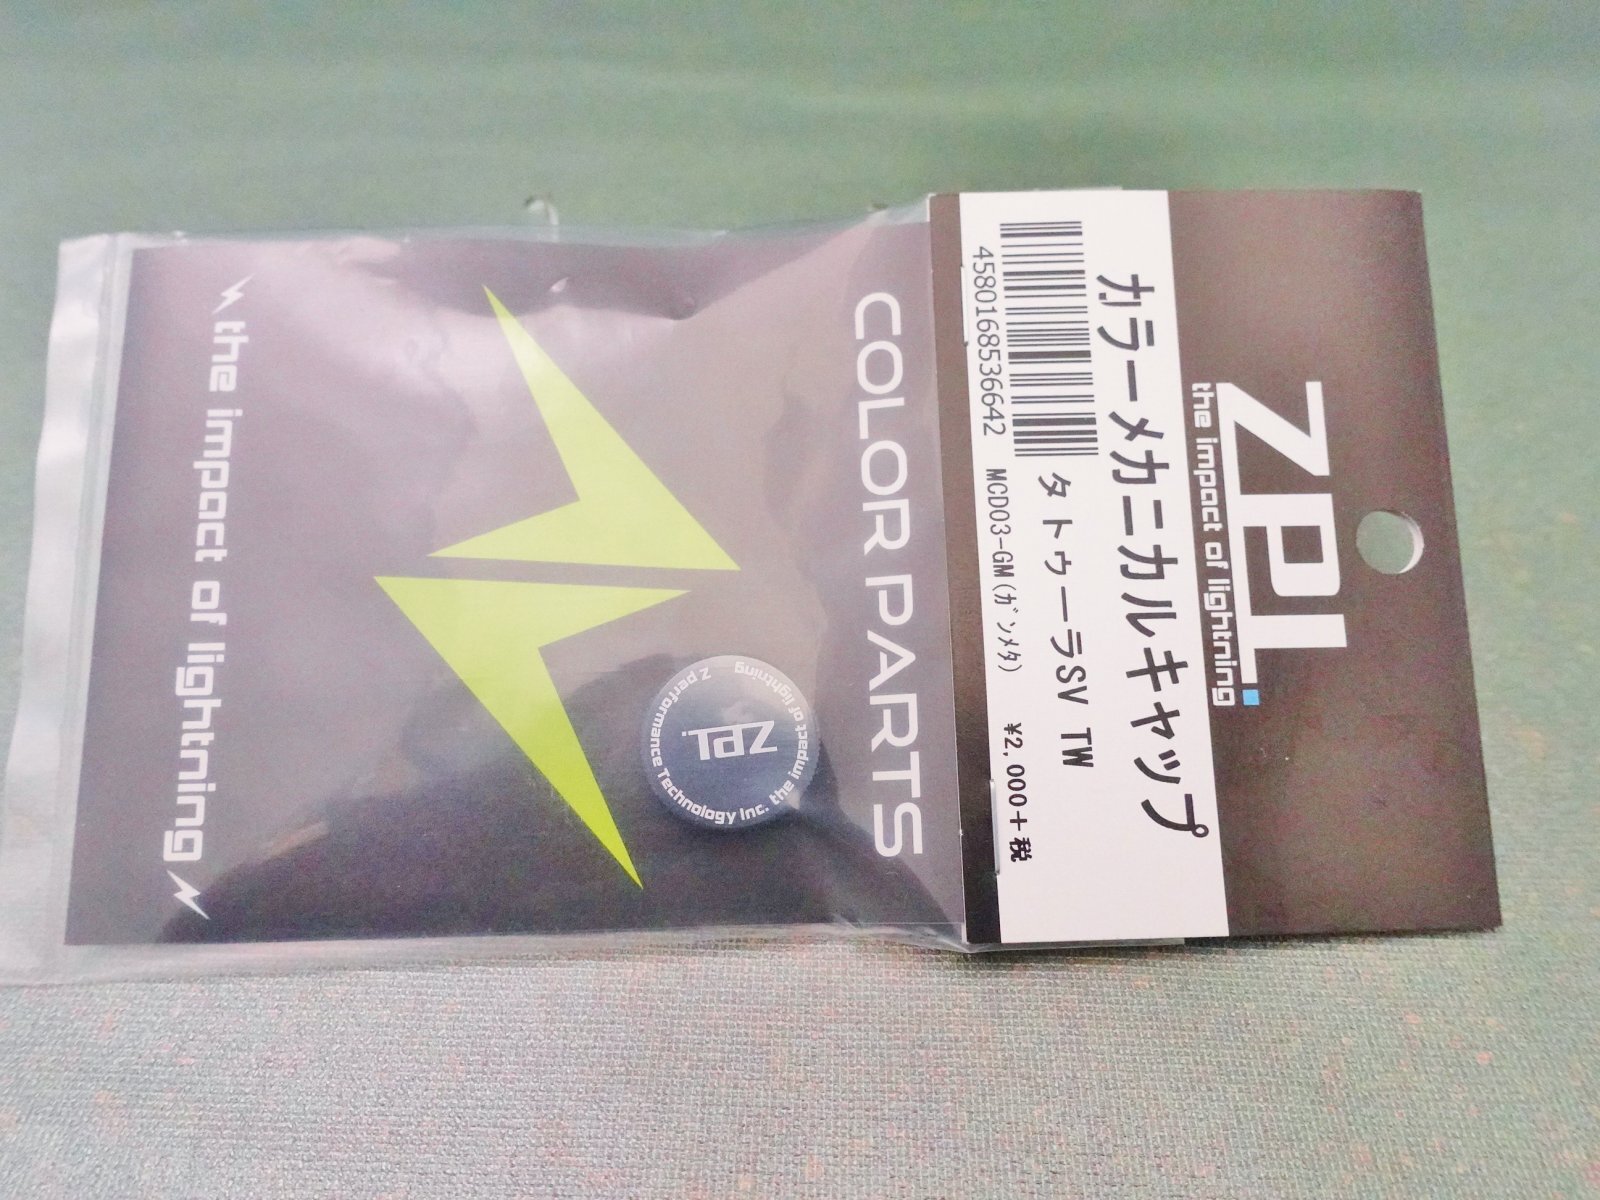 ZPI.
the impact of lightning
カラーメカニカルキャップ
タトゥーラSV TW
4580168536642
MCD03-GM(ｶﾞﾝﾒﾀ)
¥2,000+税
COLOR PARTS
ZPI.
Z performance Technology Inc.
the impact of lightning
the impact of lightning